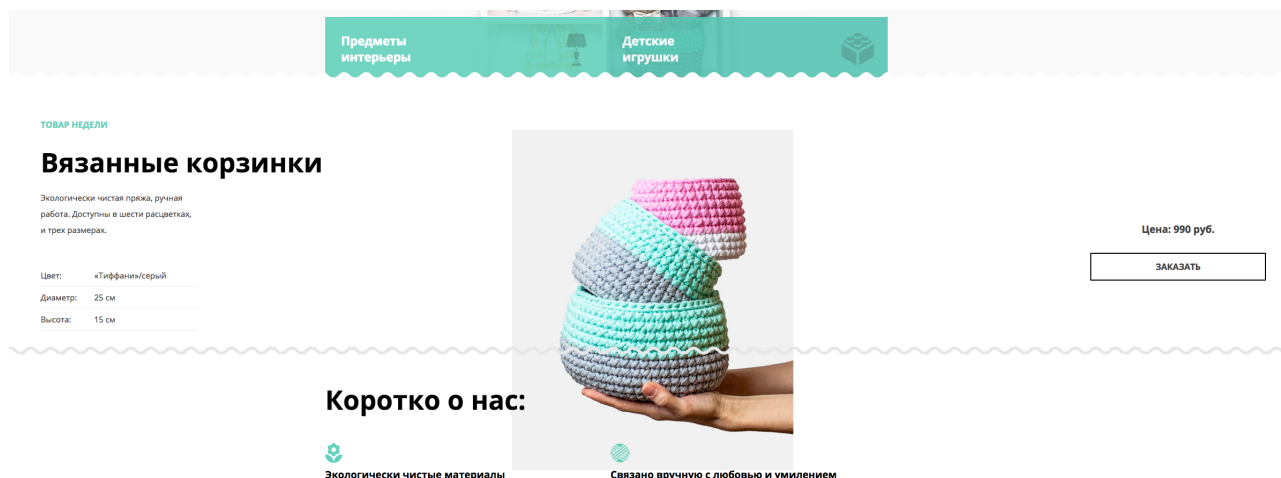 Предметы
интерьеры
Детские
игрушки
ТОВАР НЕДЕЛИ
Вязанные корзинки
Экологически чистая пряжа, ручная
работа. Доступны в шести расцветках,
и трех размерах.
Цвет: «Тиффани»/серый
Диаметр: 25 см
Высота: 15 см
Цена: 990 руб.
ЗАКАЗАТЬ
Коротко о нас:
Экологически чистые материалы
Связано вручную с любовью и умилением